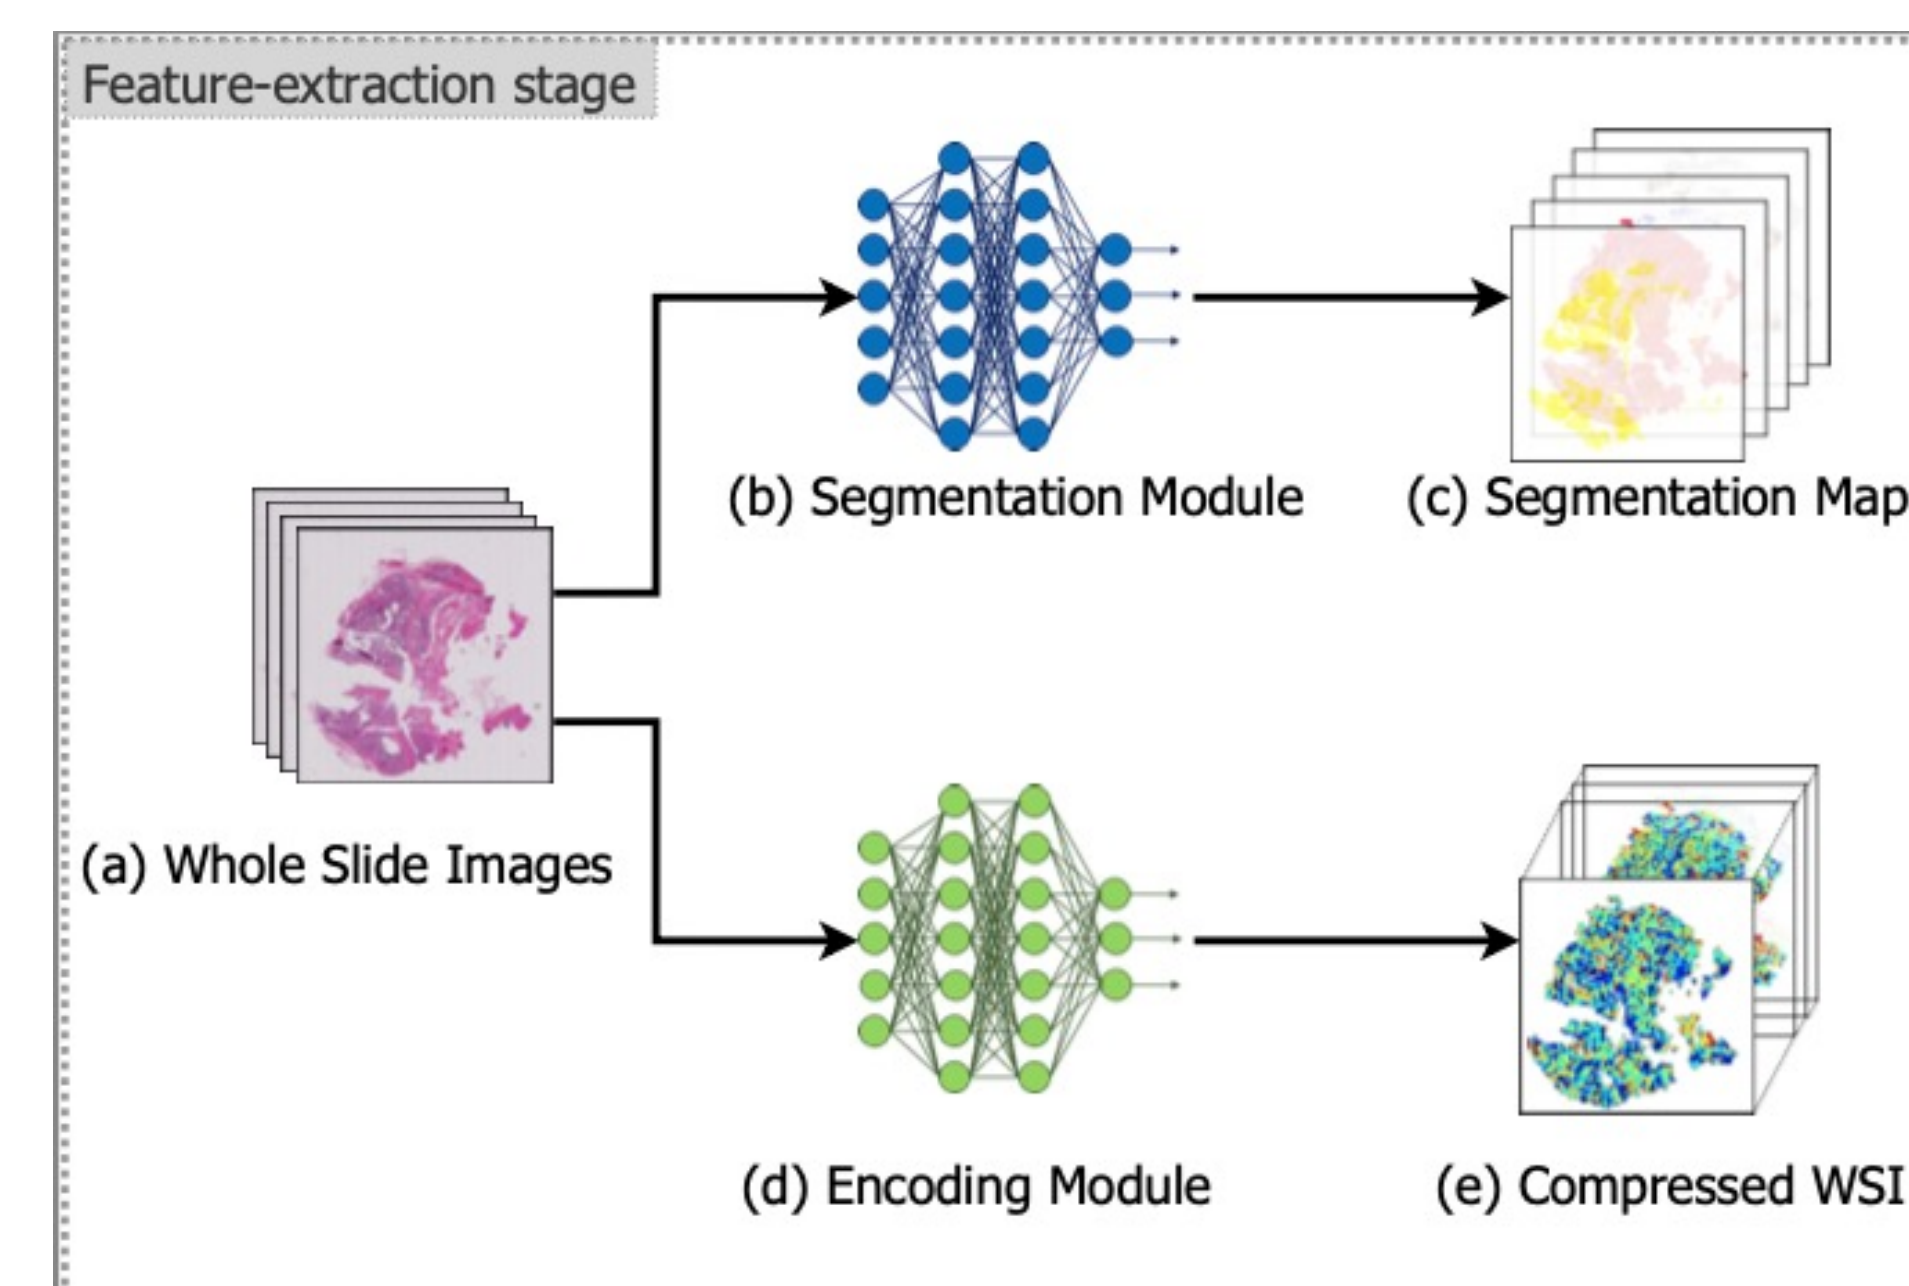 Feature-extraction stage
(b) Segmentation Module
(c) Segmentation Map
(a) Whole Slide Images
(d) Encoding Module
(e) Compressed WSI